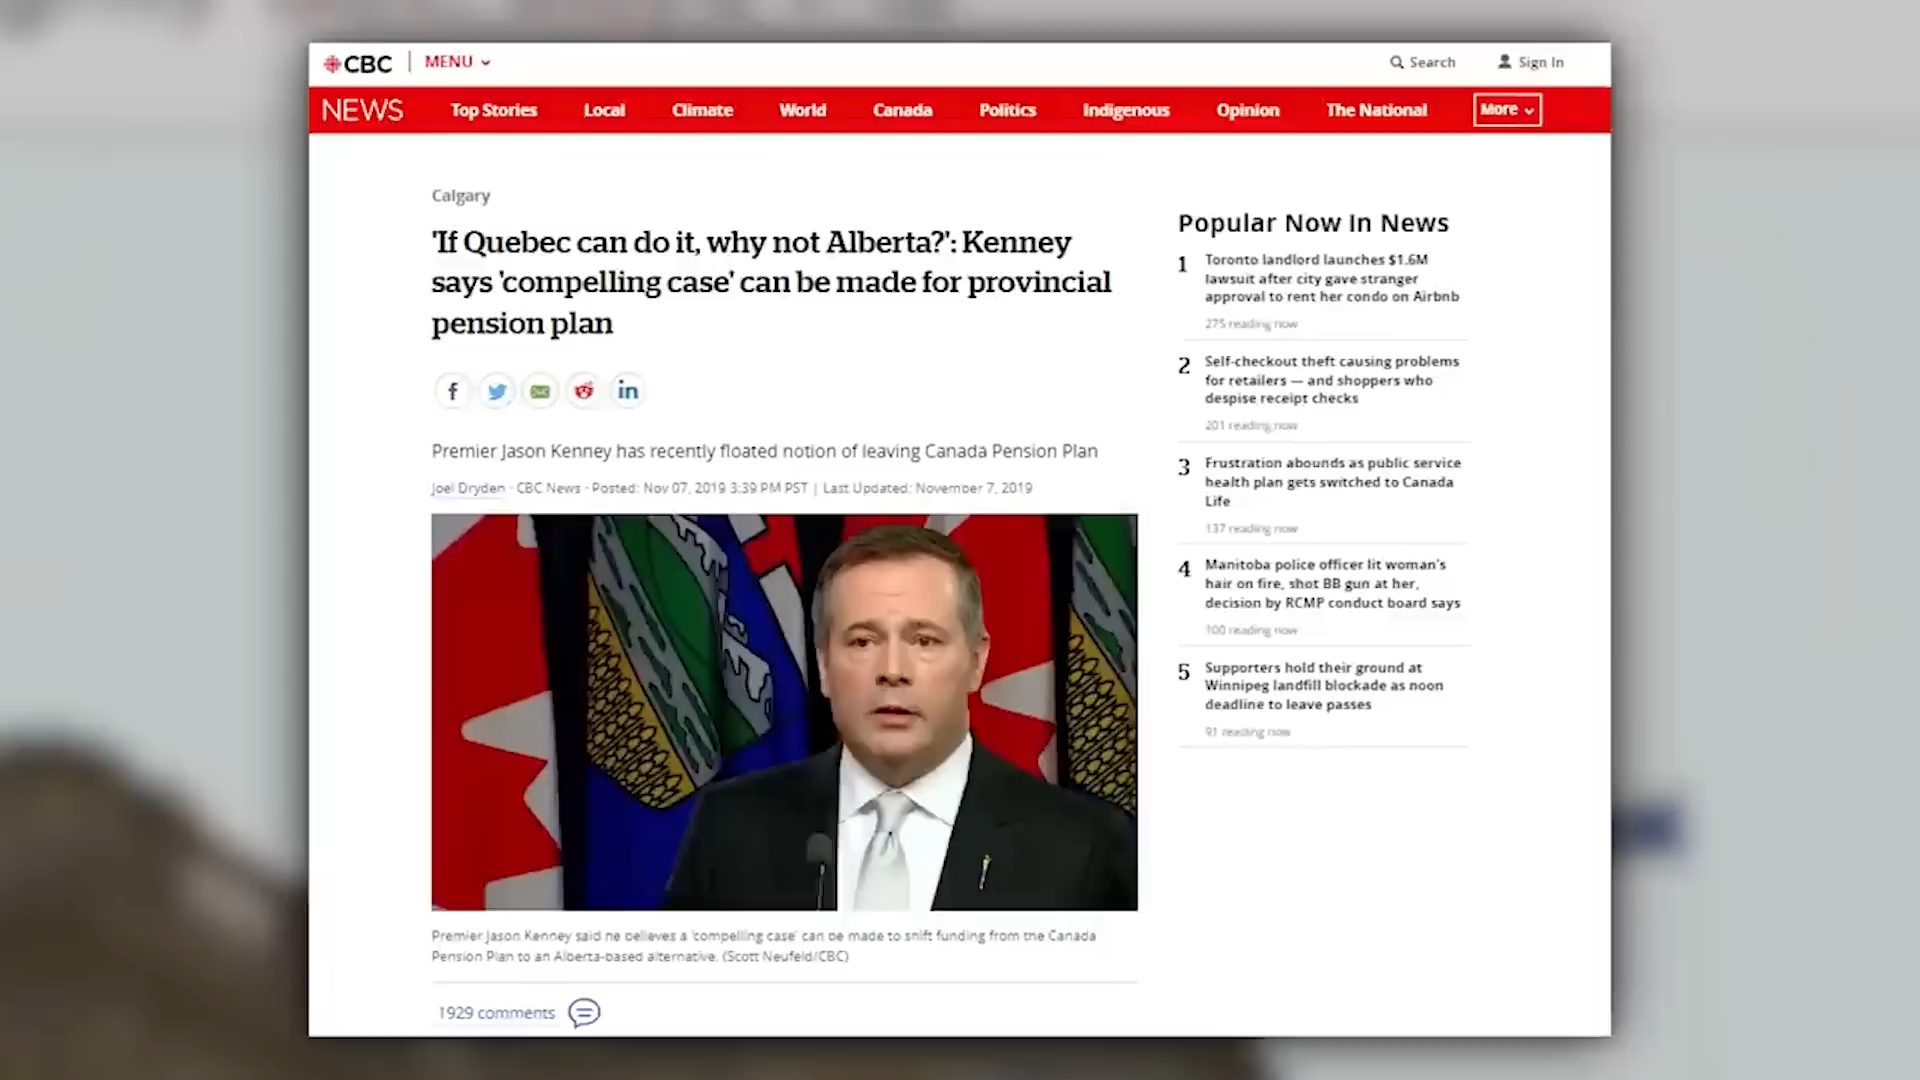 CBC
MENU
Search
Sign In
NEWS
Top Stories
Local
Climate
World
Canada
Politics
Indigenous
Opinion
The National
More
Calgary
'If Quebec can do it, why not Alberta?': Kenney
says 'compelling case' can be made for provincial
pension plan
f
in
Premier Jason Kenney has recently floated notion of leaving Canada Pension Plan
Joel Dryden · CBC News · Posted: Nov 07, 2019 3:39 PM PST | Last Updated: November 7, 2019
Premier Jason Kenney said he believes a 'compelling case' can be made to shift funding from the Canada
Pension Plan to an Alberta-based alternative. (Scott Neufeld/CBC)
1929 comments
Popular Now In News
1
Toronto landlord launches $1.6M
lawsuit after city gave stranger
approval to rent her condo on Airbnb
275 reading now
2
Self-checkout theft causing problems
for retailers — and shoppers who
despise receipt checks
201 reading now
3
Frustration abounds as public service
health plan gets switched to Canada
Life
137 reading now
4
Manitoba police officer lit woman's
hair on fire, shot BB gun at her,
decision by RCMP conduct board says
100 reading now
5
Supporters hold their ground at
Winnipeg landfill blockade as noon
deadline to leave passes
91 reading now